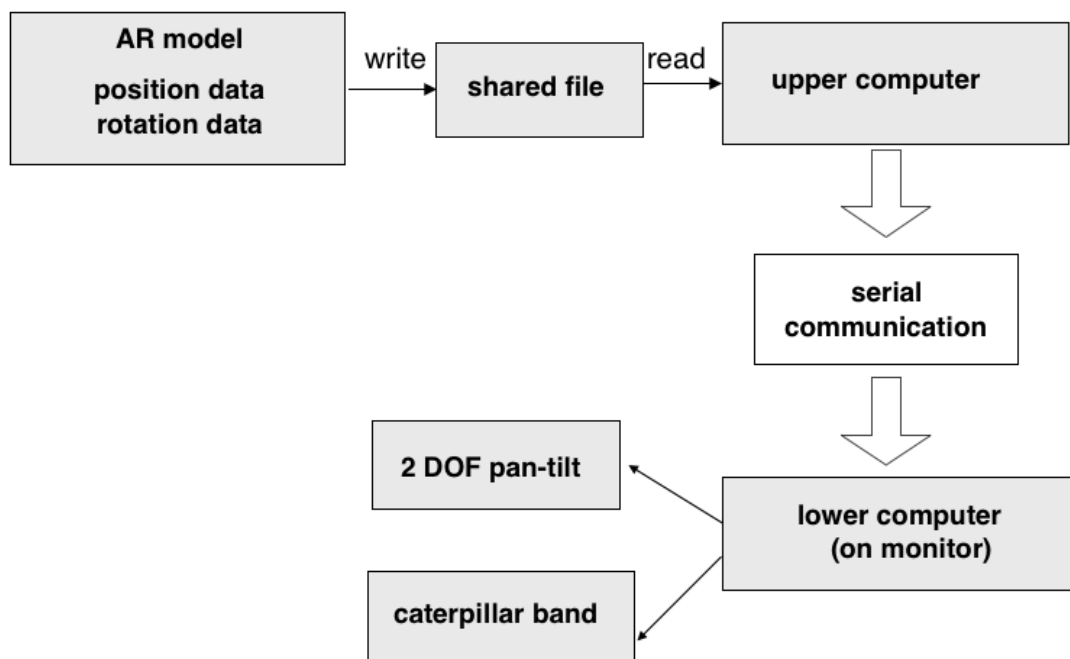 AR model
position data
rotation data
write
shared file
read
upper computer
serial
communication
2 DOF pan-tilt
lower computer
(on monitor)
caterpillar band